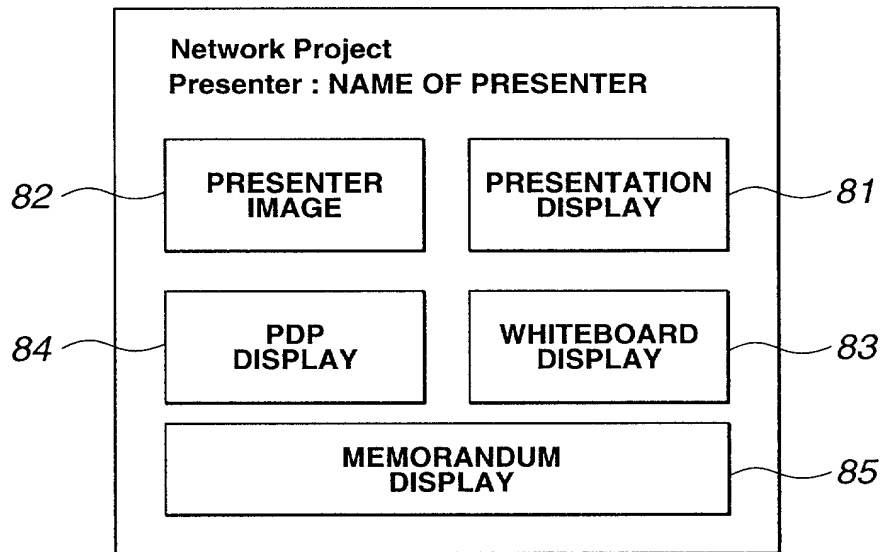 Network Project
Presenter : NAME OF PRESENTER
82
PRESENTER
IMAGE
PRESENTATION
DISPLAY
81
84
PDP
DISPLAY
WHITEBOARD
DISPLAY
83
MEMORANDUM
DISPLAY
85